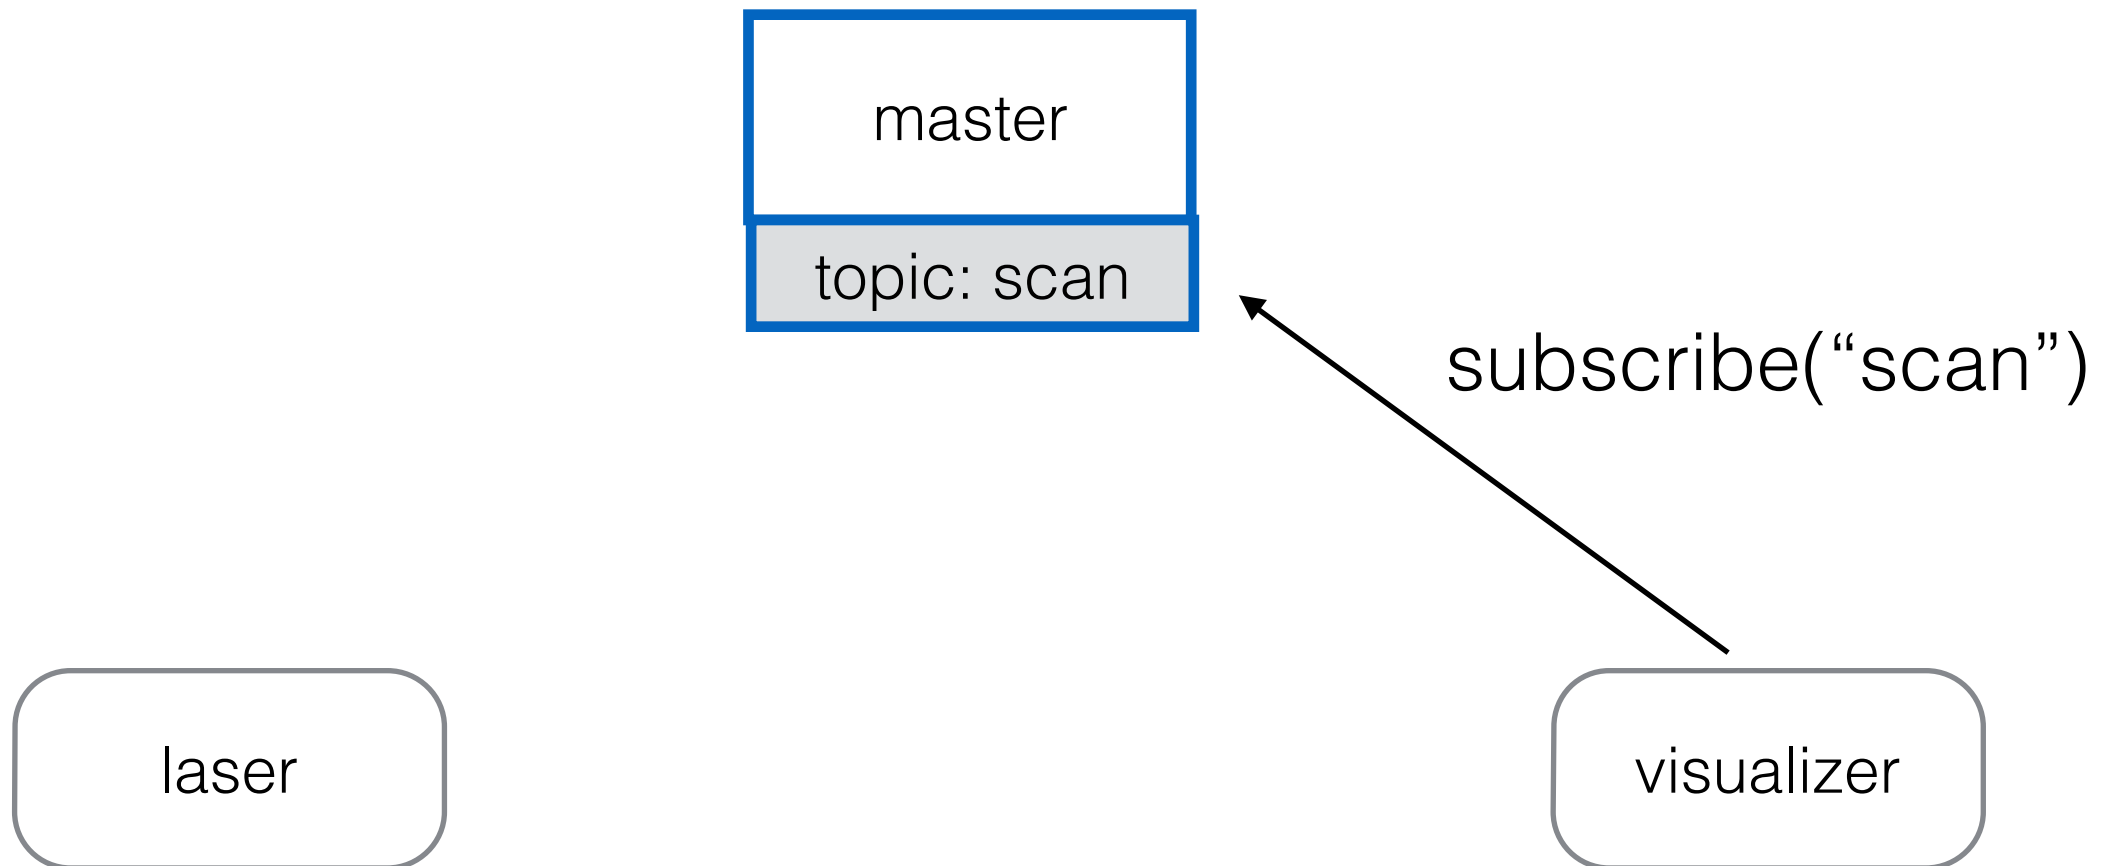 master
topic: scan
subscribe(“scan”)
laser
visualizer